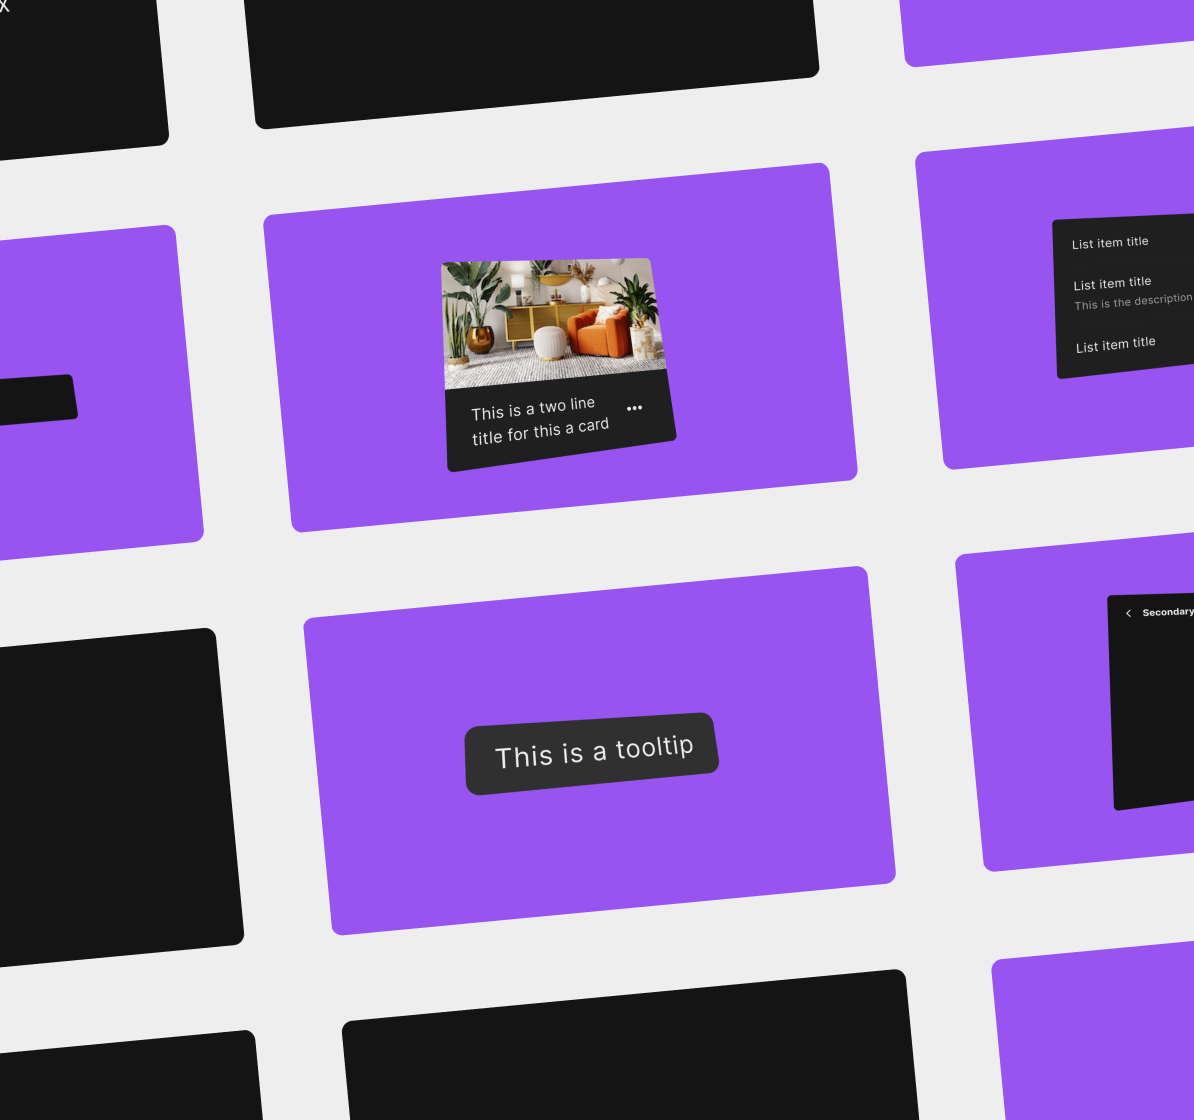 x
List item title
List item title
This is the description
List item title
This is a two line
title for this a card
Secondary
This is a tooltip